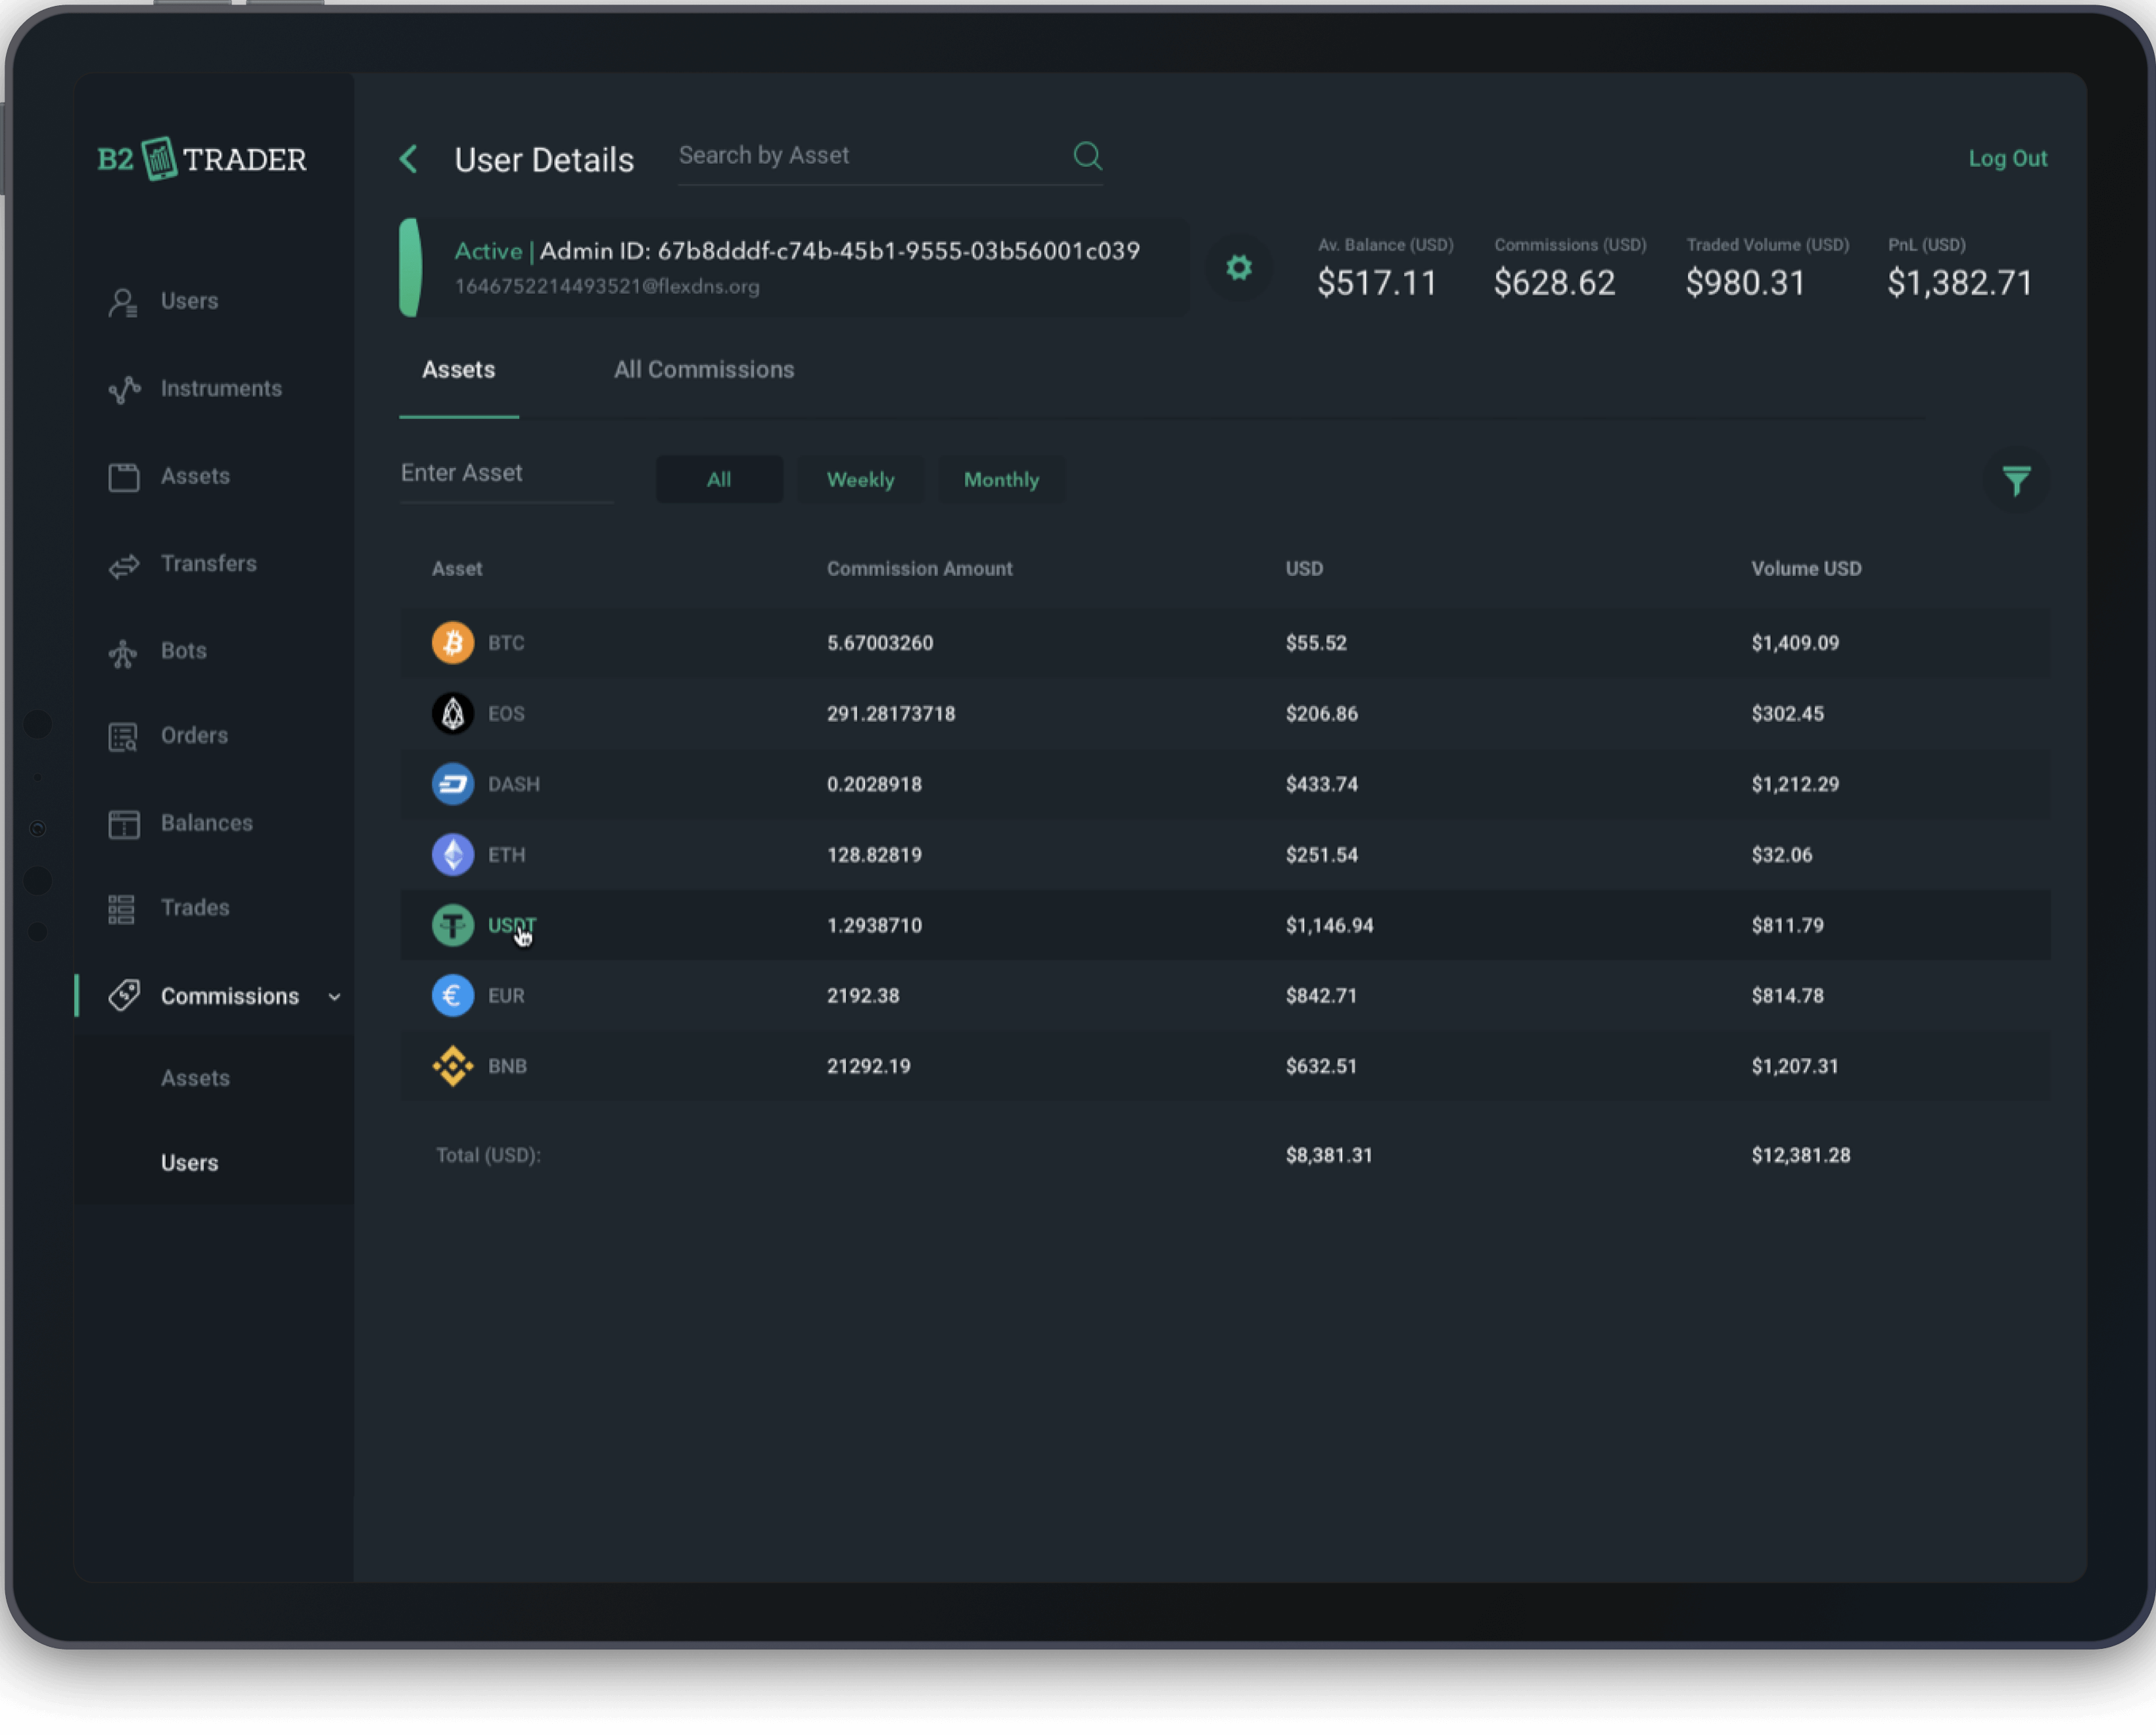 B2 TRADER
Users
Instruments
Assets
Transfers
Bots
Orders
Balances
Trades
Commissions
Assets
Users
User Details
Search by Asset
Log Out
Active | Admin ID: 67b8dddf-c74b-45b1-9555-03b56001c039
1646752214493521@flexdns.org
Av. Balance (USD) Commissions (USD) Traded Volume (USD) PnL (USD)
$517.11 $628.62 $980.31 $1,382.71
Assets All Commissions
Enter Asset All Weekly Monthly
Asset Commission Amount USD Volume USD
BTC 5.67003260 $55.52 $1,409.09
EOS 291.28173718 $206.86 $302.45
DASH 0.2028918 $433.74 $1,212.29
ETH 128.82819 $251.54 $32.06
USDT 1.2938710 $1,146.94 $811.79
EUR 2192.38 $842.71 $814.78
BNB 21292.19 $632.51 $1,207.31
Total (USD): $8,381.31 $12,381.28